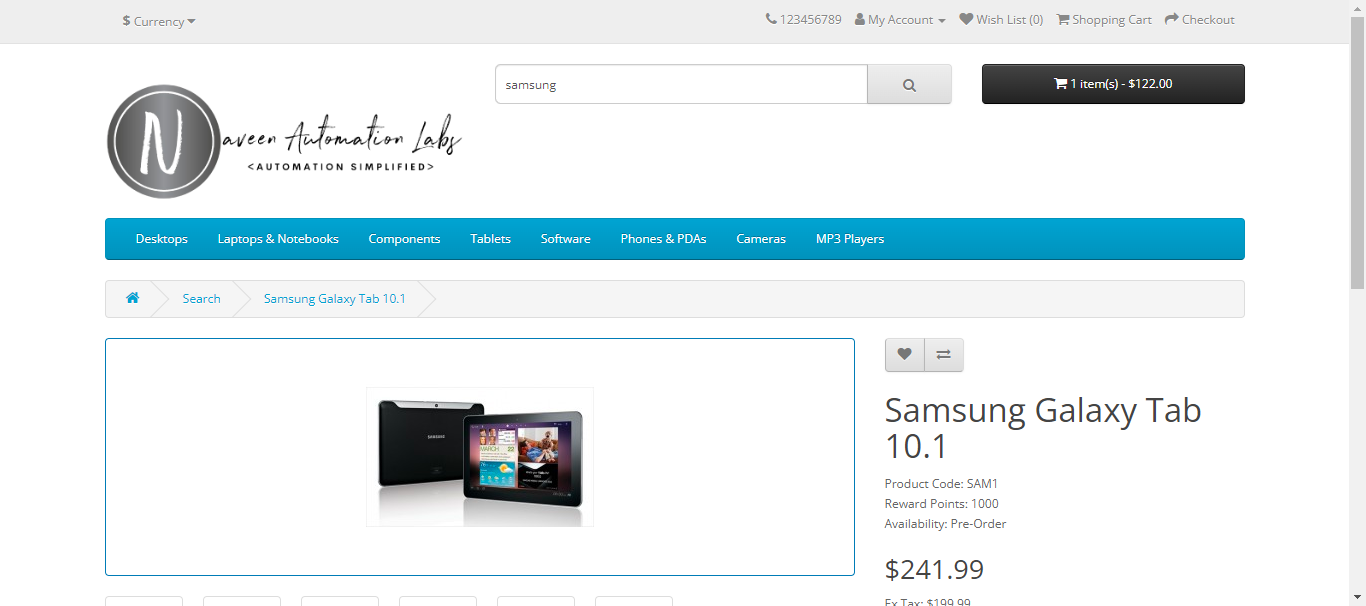 $ Currency
123456789 My Account Wish List (0) Shopping Cart Checkout
samsung
1 item(s) - $122.00
N aveen Automation Labs
<AUTOMATION SIMPLIFIED>
Desktops Laptops & Notebooks Components Tablets Software Phones & PDAs Cameras MP3 Players
Search Samsung Galaxy Tab 10.1
SAMSUNG
MARCH 22
Samsung Galaxy Tab
10.1
Product Code: SAM1
Reward Points: 1000
Availability: Pre-Order
$241.99
Ex Tax: $199.99